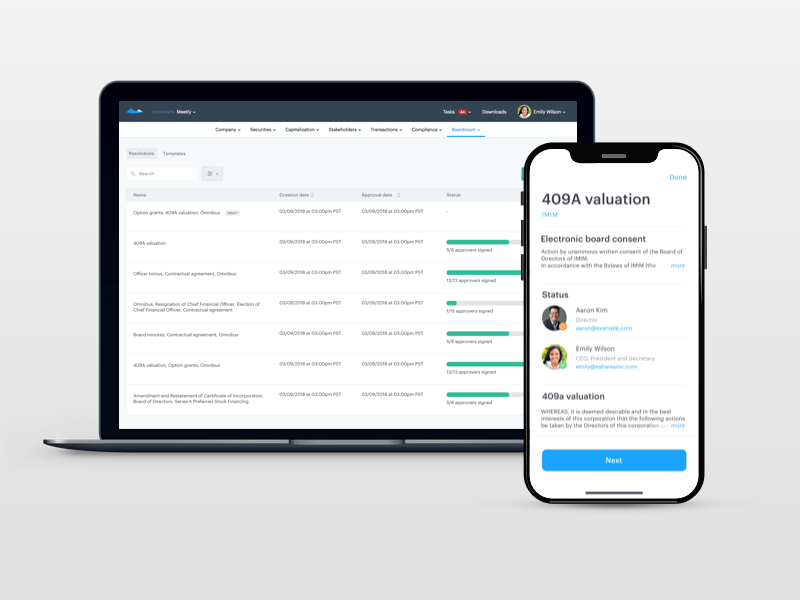 Meetly
Tasks 44 Downloads Emily Wilson
Company Securities Capitalization Stakeholders Transactions Compliance Boardroom
Resolutions Templates
Search
Name Creation date Approval date Status
Option grants, 409A valuation, Omnibus DRAFT 03/09/2018 at 03:00pm PST 03/09/2018 at 03:00pm PST -
409A valuation 03/09/2018 at 03:00pm PST 03/09/2018 at 03:00pm PST
5/8 approvers signed
Officer bonus, Contractual agreement, Omnibus 03/09/2018 at 03:00pm PST 03/09/2018 at 03:00pm PST
13/13 approvers signed
Omnibus, Resignation of Chief Financial Officer, Election of
Chief Financial Officer, Contractual agreement 03/09/2018 at 03:00pm PST 03/09/2018 at 03:00pm PST
1/15 approvers signed
Board minutes, Contractual agreement, Omnibus 03/09/2018 at 03:00pm PST 03/09/2018 at 03:00pm PST
5/8 approvers signed
409A valuation, Option grants, Omnibus 03/09/2018 at 03:00pm PST 03/09/2018 at 03:00pm PST
13/13 approvers signed
Amendment and Restatement of Certificate of Incorporation,
Board of Directors, Series A Preferred Stock Financing 03/09/2018 at 03:00pm PST 03/09/2018 at 03:00pm PST
5/8 approvers signed
Done
409A valuation
IMIM
Electronic board consent
Action by unanimous written consent of the Board of
Directors of IMIM.
In accordance with the Bylaws of IMIM (the more
Status
Aaron Kim
Director
aaron@example.com
Emily Wilson
CEO, President and Secretary
emily@esharesinc.com
409a valuation
WHEREAS, it is deemed desirable and in the best
interests of this corporation that the following actions
be taken by the Directors of this corporation more
Next